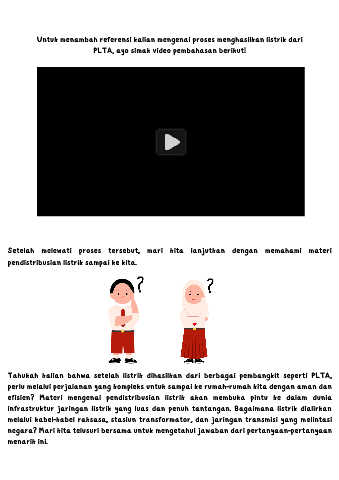 Untuk menambah referensi kalian mengenai proses menghasilkan listrik dari
PLTA, ayo simak video pembahasan berikut!
Setelah melewati proses tersebut, mari kita lanjutkan dengan memahami materi
pendistribusian listrik sampai ke kita.
?
?
Tahukah kalian bahwa setelah listrik dihasilkan dari berbagai pembangkit seperti PLTA,
perlu melalui perjalanan yang kompleks untuk sampai ke rumah-rumah kita dengan aman dan
efisien? Materi mengenai pendistribusian listrik akan membuka pintu ke dalam dunia
infrastruktur jaringan listrik yang luas dan penuh tantangan. Bagaimana listrik dialirkan
melalui kabel-kabel raksasa, stasiun transformator, dan jaringan transmisi yang melintasi
negara? Mari kita telusuri bersama untuk mengetahui jawaban dari pertanyaan-pertanyaan
menarik ini.